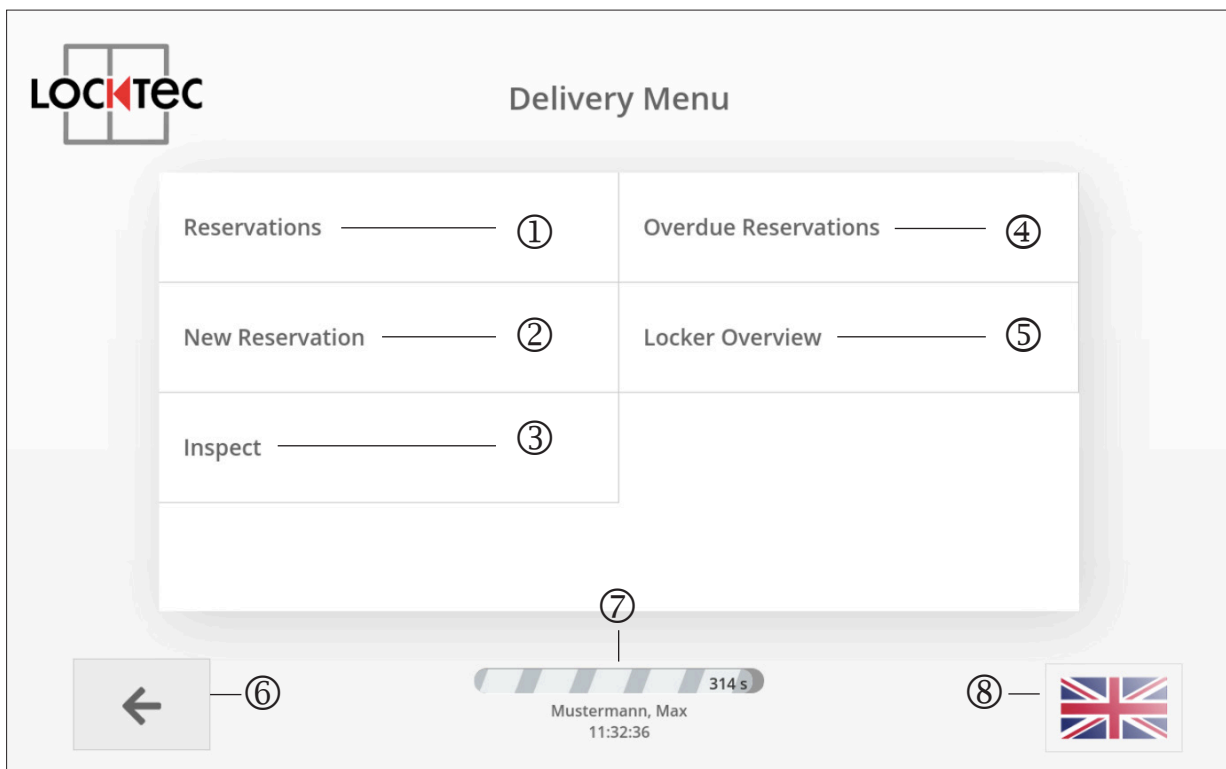 LOCKTEC
Delivery Menu
Reservations ①
Overdue Reservations ④
New Reservation ②
Locker Overview ⑤
Inspect ③
⑦
⑥
314 s
⑧
Mustermann, Max
11:32:36